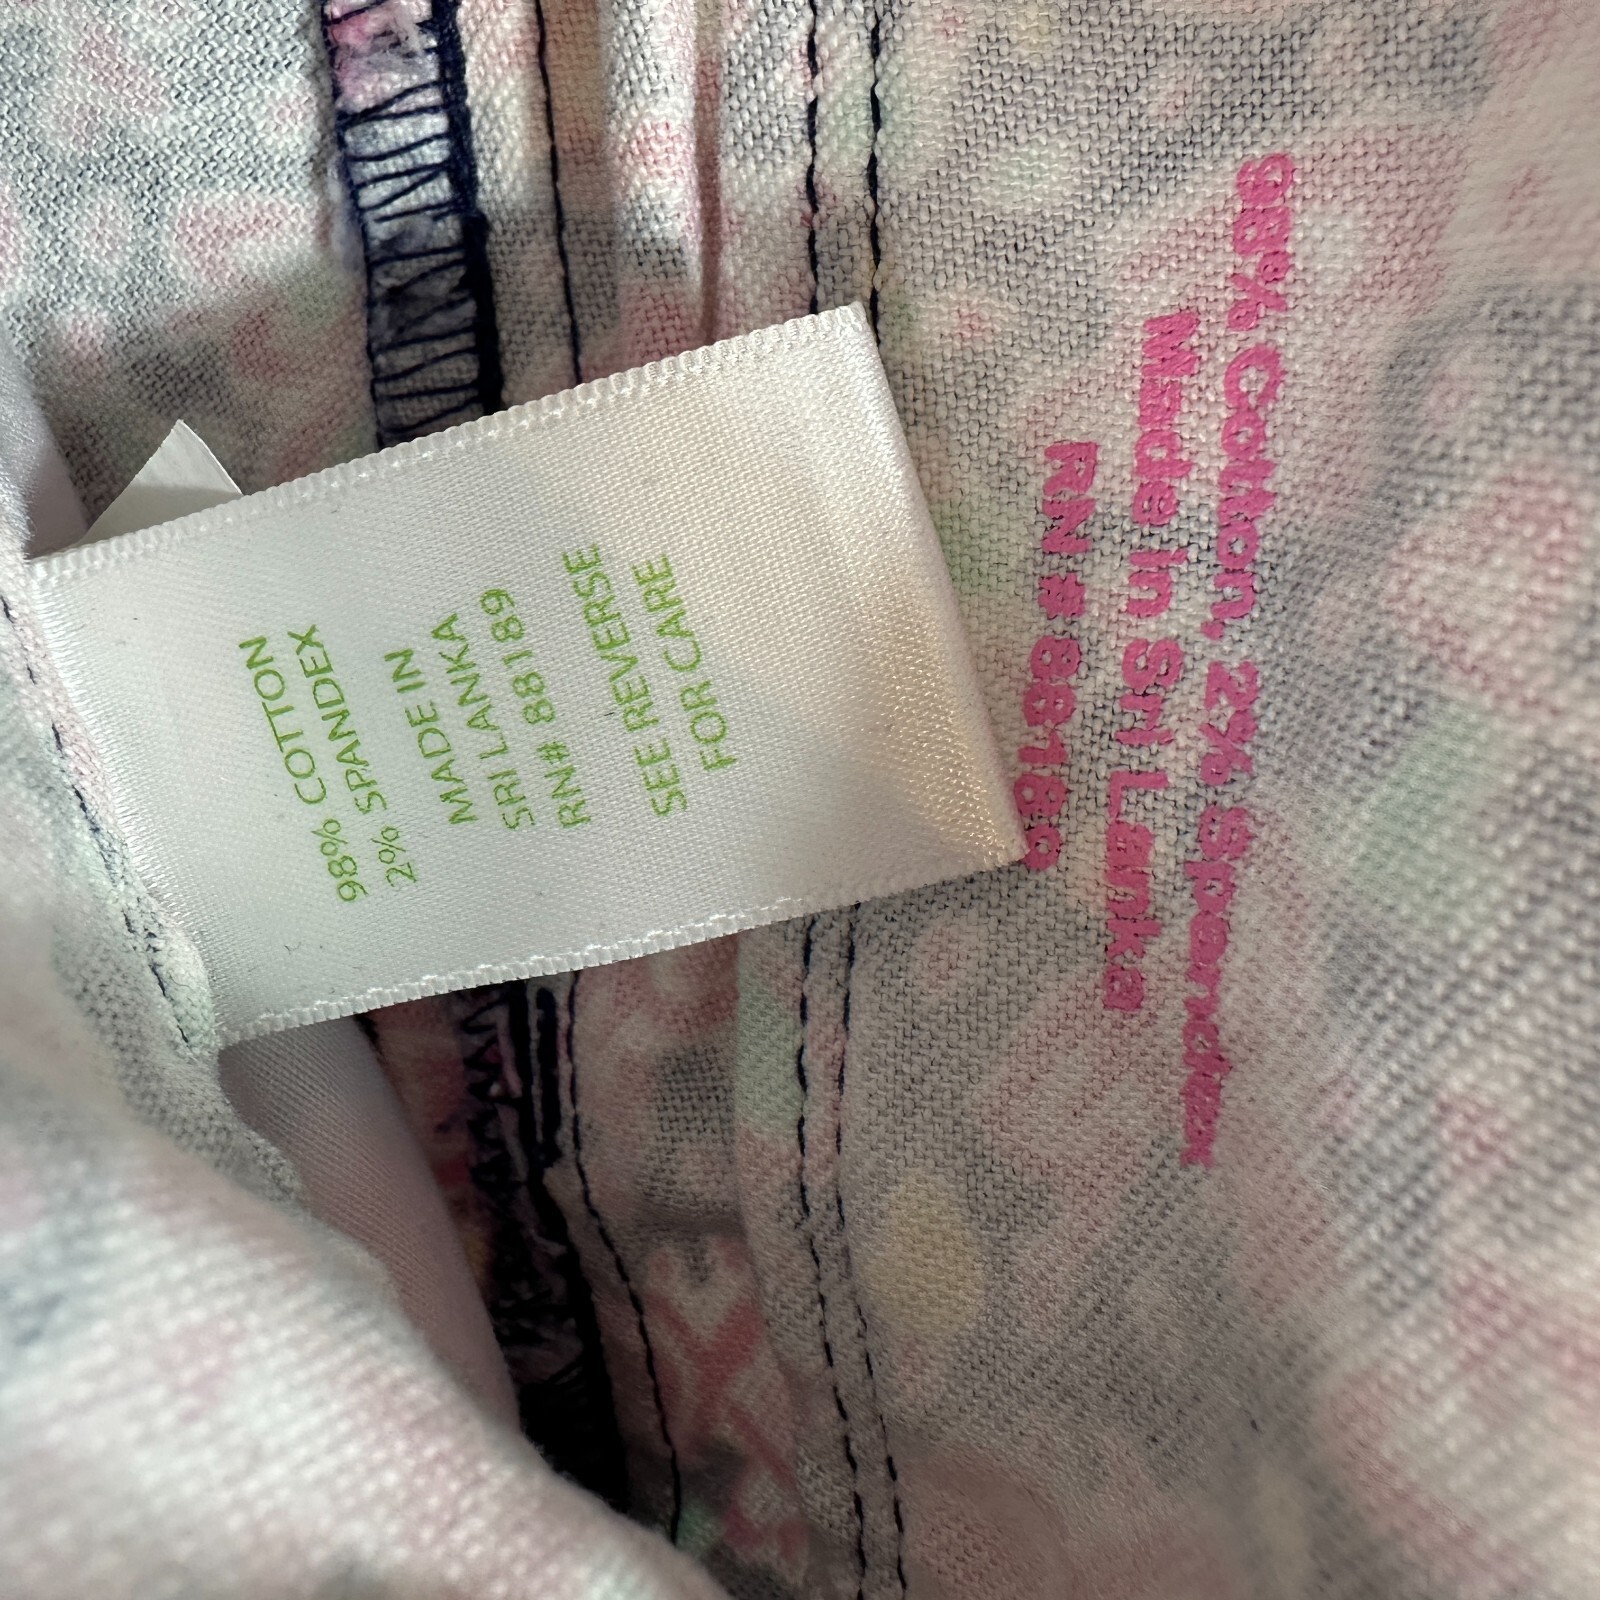 98% COTTON
2% SPANDEX
MADE IN
SRI LANKA
RN# 88189
SEE REVERSE
FOR CARE
98% Cotton, 2% Spandex
Made In Sri Lanka
RN # 88189